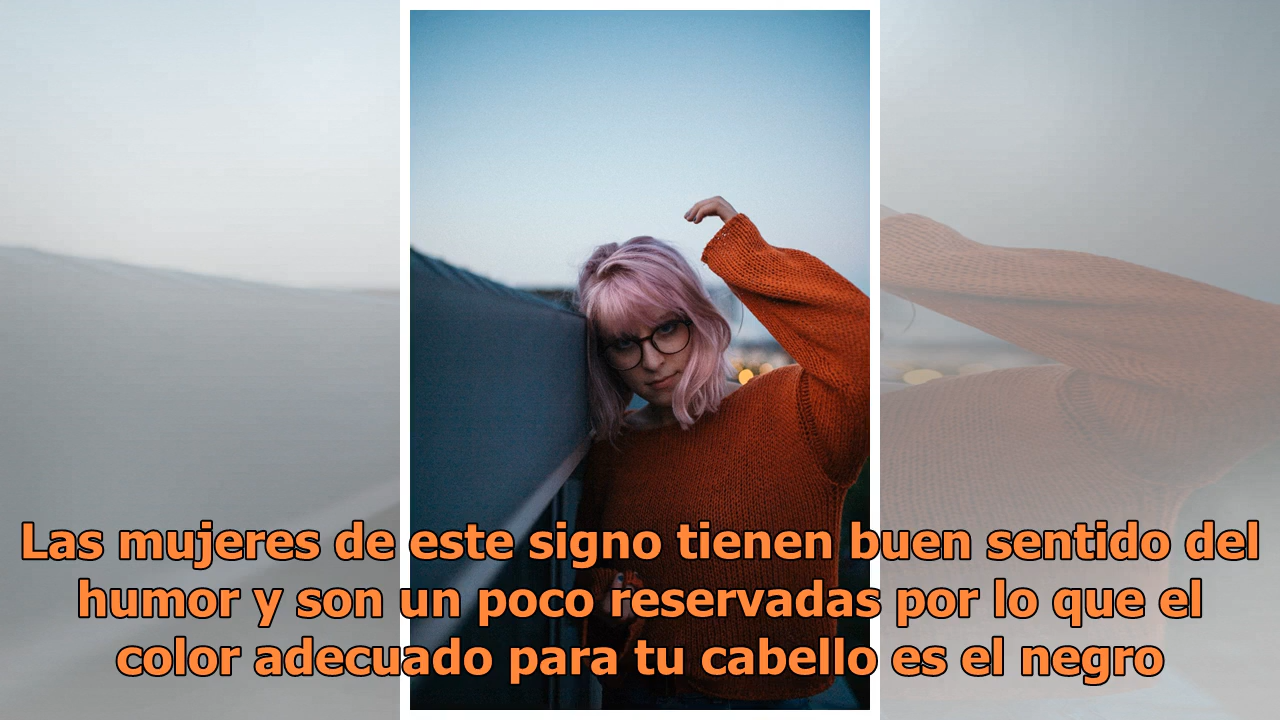 Las mujeres de este signo tienen buen sentido del
humor y son un poco reservadas por lo que el
color adecuado para tu cabello es el negro